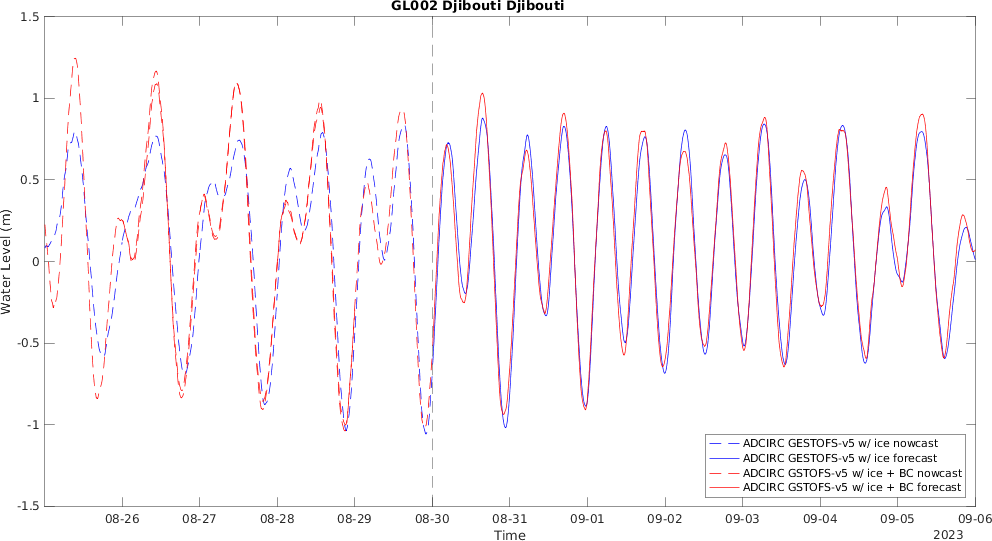 GL002 Djibouti Djibouti
1.5
1
0.5
0
-0.5
-1
-1.5
Water Level (m)
ADCIRC GESTOFS-v5 w/ ice nowcast
ADCIRC GESTOFS-v5 w/ ice forecast
ADCIRC GSTOFS-v5 w/ ice + BC nowcast
ADCIRC GSTOFS-v5 w/ ice + BC forecast
08-26 08-27 08-28 08-29 08-30 08-31 09-01 09-02 09-03 09-04 09-05 09-06
Time
2023